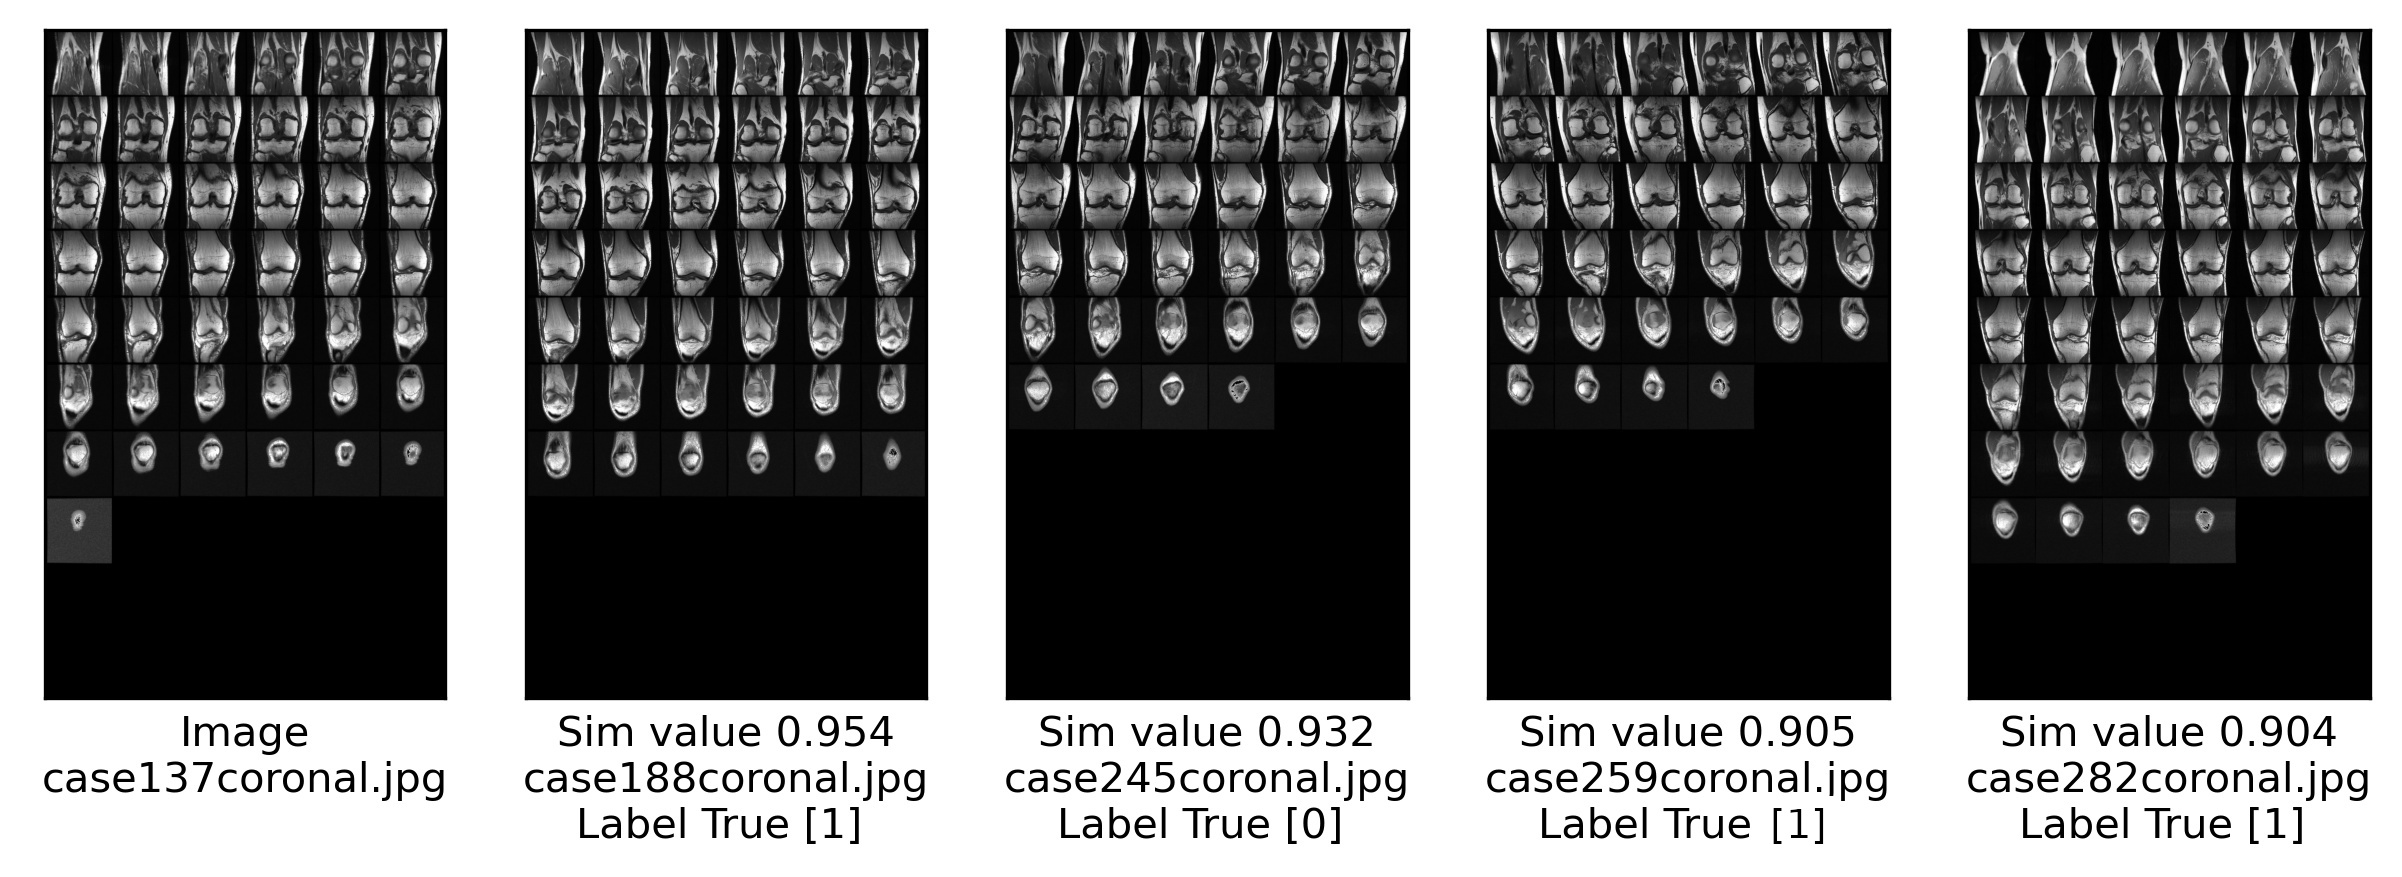 Image
case137coronal.jpg
Sim value 0.954
case188coronal.jpg
Label True [1]
Sim value 0.932
case245coronal.jpg
Label True [0]
Sim value 0.905
case259coronal.jpg
Label True [1]
Sim value 0.904
case282coronal.jpg
Label True [1]